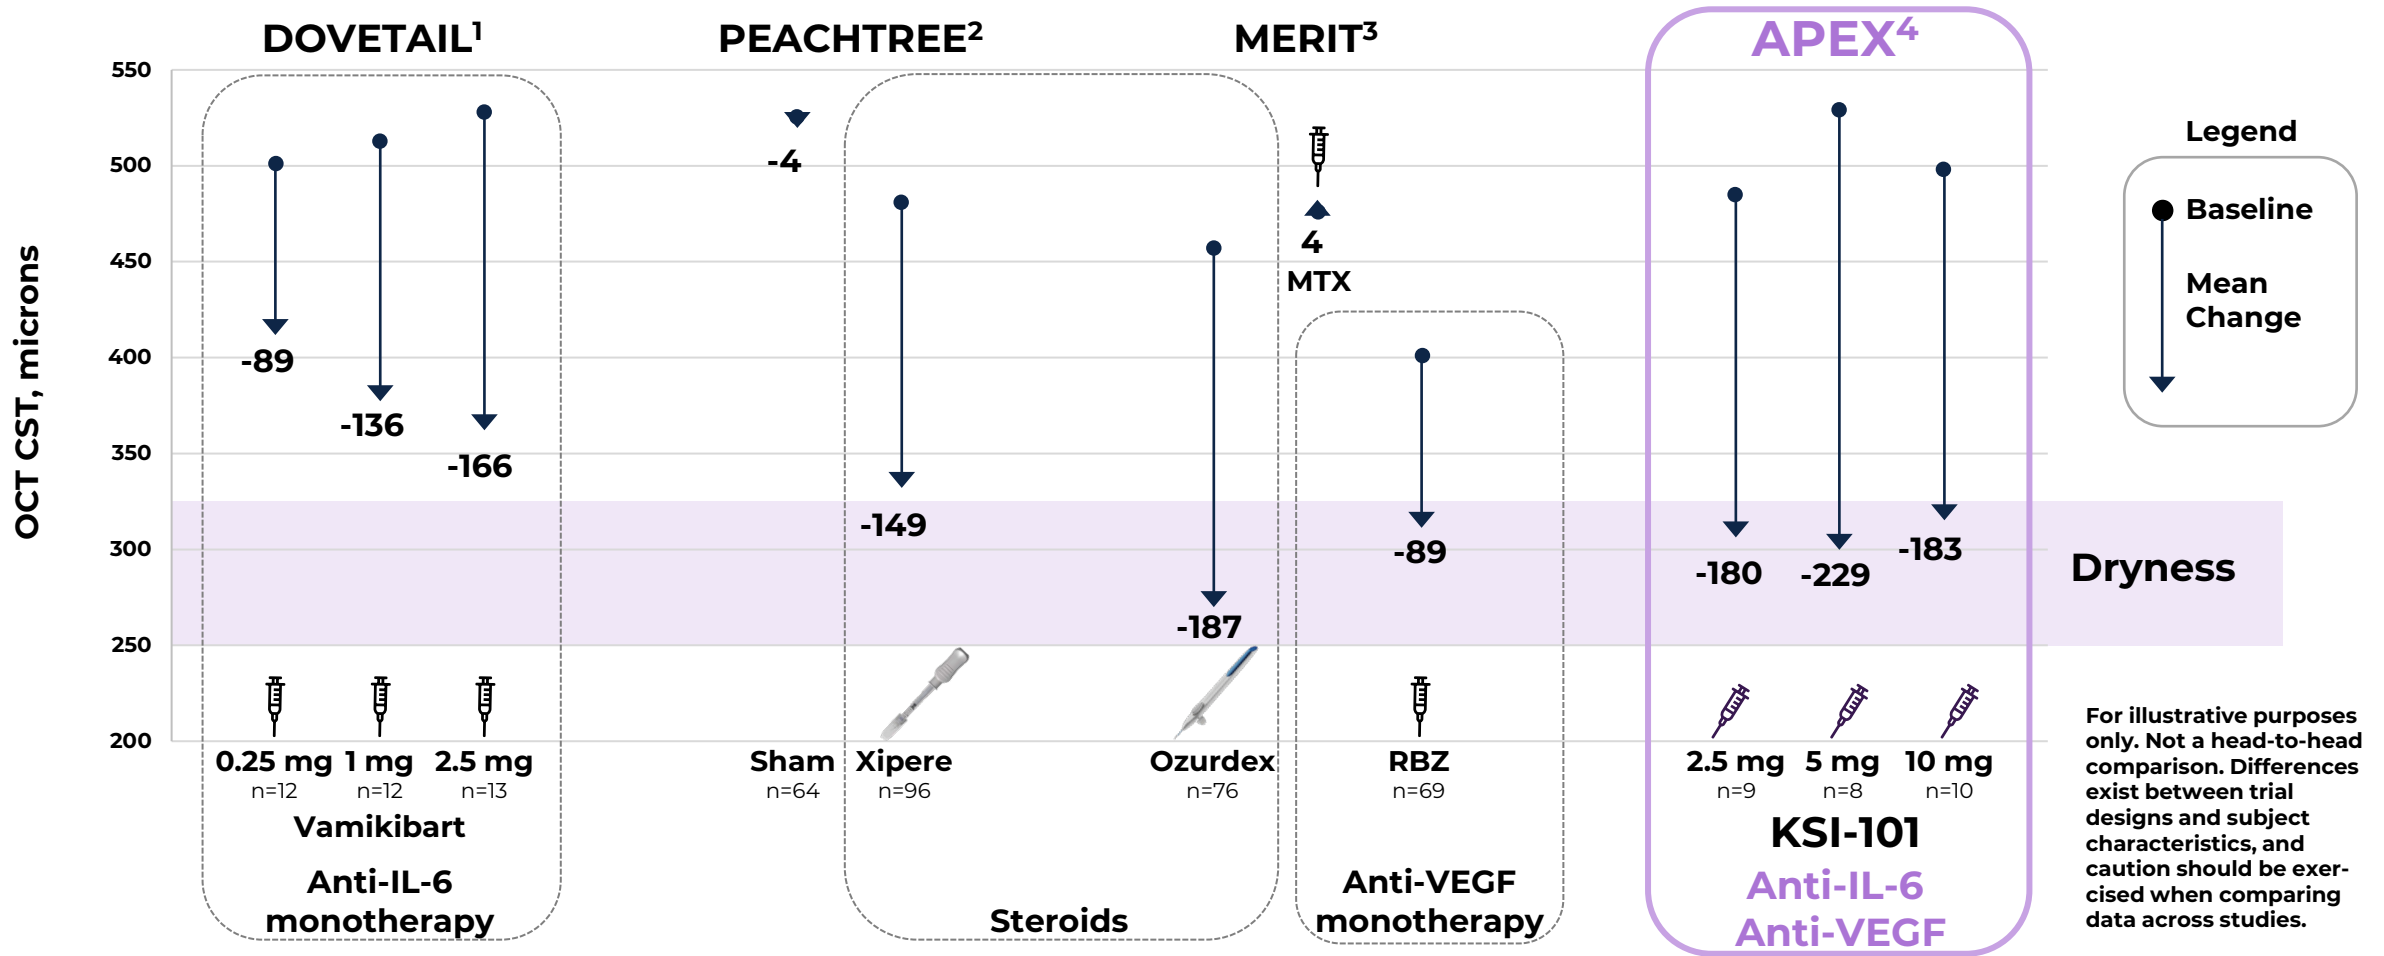 DOVETAIL¹
PEACHTREE²
MERIT³
APEX⁴
OCT CST, microns
550
500
450
400
350
300
250
200
-89
-136
-166
-4
-149
-187
4
MTX
-89
-180
-229
-183
Dryness
Legend
Baseline
Mean
Change
0.25 mg
n=12
1 mg
n=12
2.5 mg
n=13
Vamikibart
Anti-IL-6
monotherapy
Sham
n=64
Xipere
n=96
Ozurdex
n=76
Steroids
RBZ
n=69
Anti-VEGF
monotherapy
2.5 mg
n=9
5 mg
n=8
10 mg
n=10
KSI-101
Anti-IL-6
Anti-VEGF
For illustrative purposes
only. Not a head-to-head
comparison. Differences
exist between trial
designs and subject
characteristics, and
caution should be exer-
cised when comparing
data across studies.